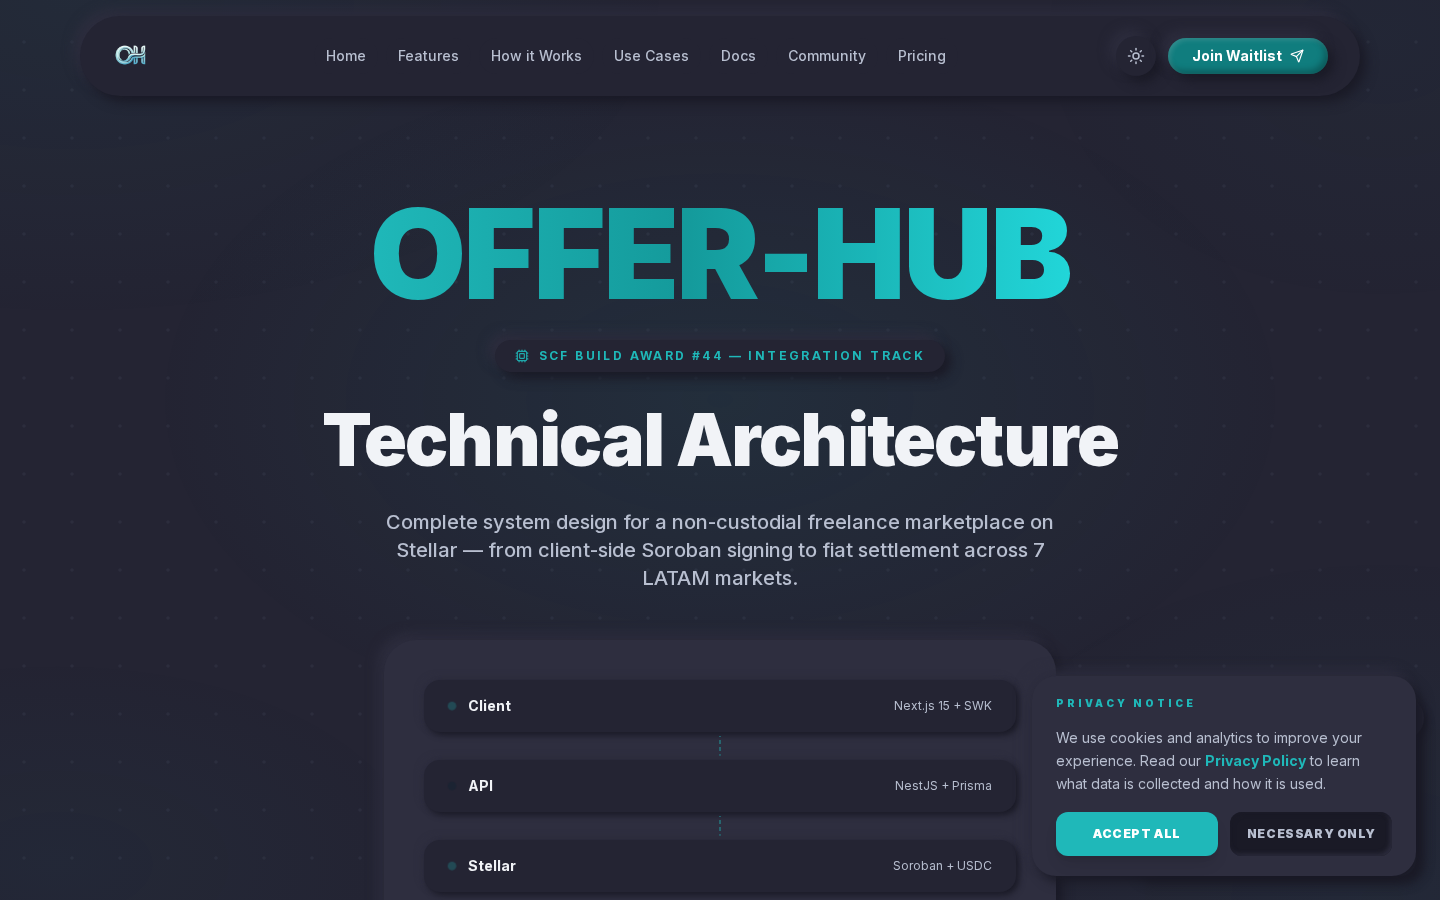 OH
Home
Features
How it Works
Use Cases
Docs
Community
Pricing
Join Waitlist
OFFER-HUB
SCF BUILD AWARD #44 — INTEGRATION TRACK
Technical Architecture
Complete system design for a non-custodial freelance marketplace on
Stellar — from client-side Soroban signing to fiat settlement across 7
LATAM markets.
Client
Next.js 15 + SWK
API
NestJS + Prisma
Stellar
Soroban + USDC
PRIVACY NOTICE
We use cookies and analytics to improve your
experience. Read our Privacy Policy to learn
what data is collected and how it is used.
ACCEPT ALL
NECESSARY ONLY